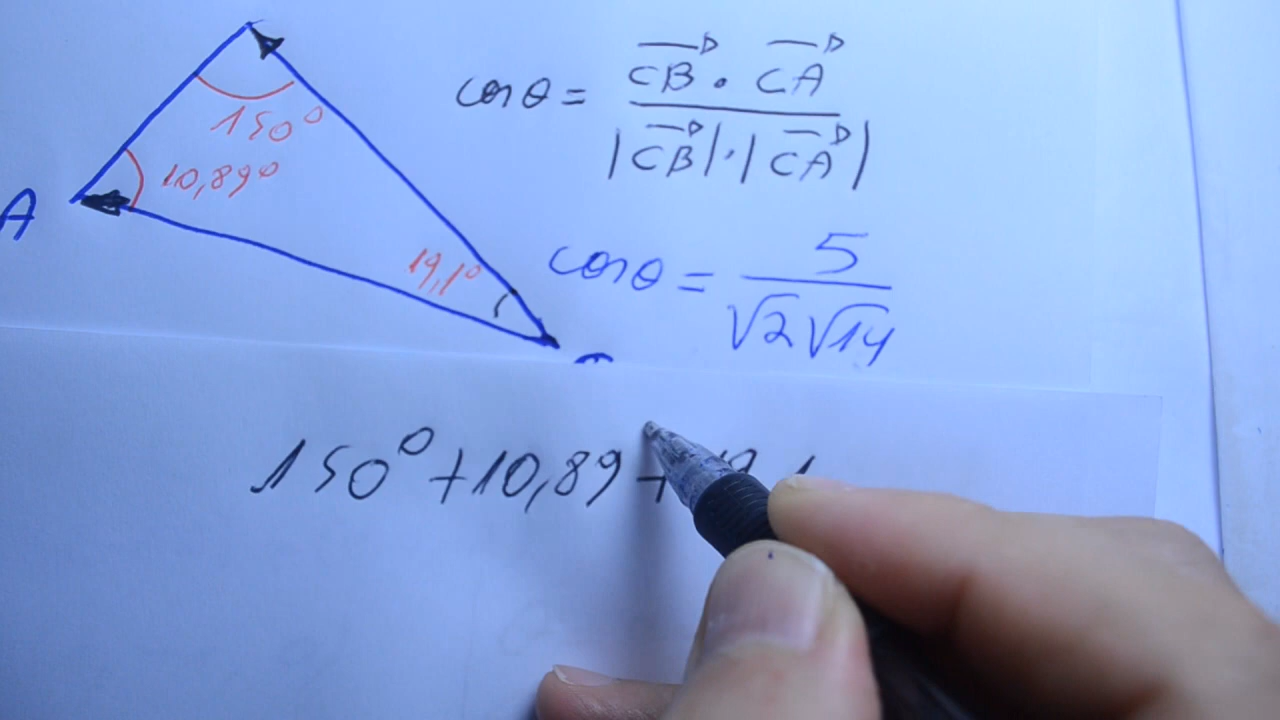 150°
10,89°
A
19,1°
cos θ = CB · CA / |CB| · |CA|
cos θ = 5 / √2 √14
150° + 10,89 +